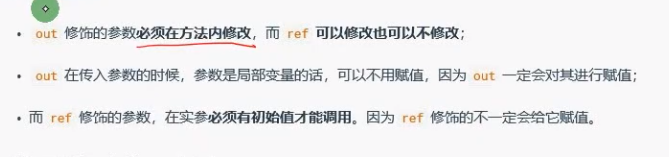 out 修饰的参数必须在方法内修改，而 ref 可以修改也可以不修改；
out 在传入参数的时候，参数是局部变量的话，可以不用赋值，因为 out 一定会对其进行赋值；
而 ref 修饰的参数，在实参必须有初始值才能调用。因为 ref 修饰的不一定会给它赋值。